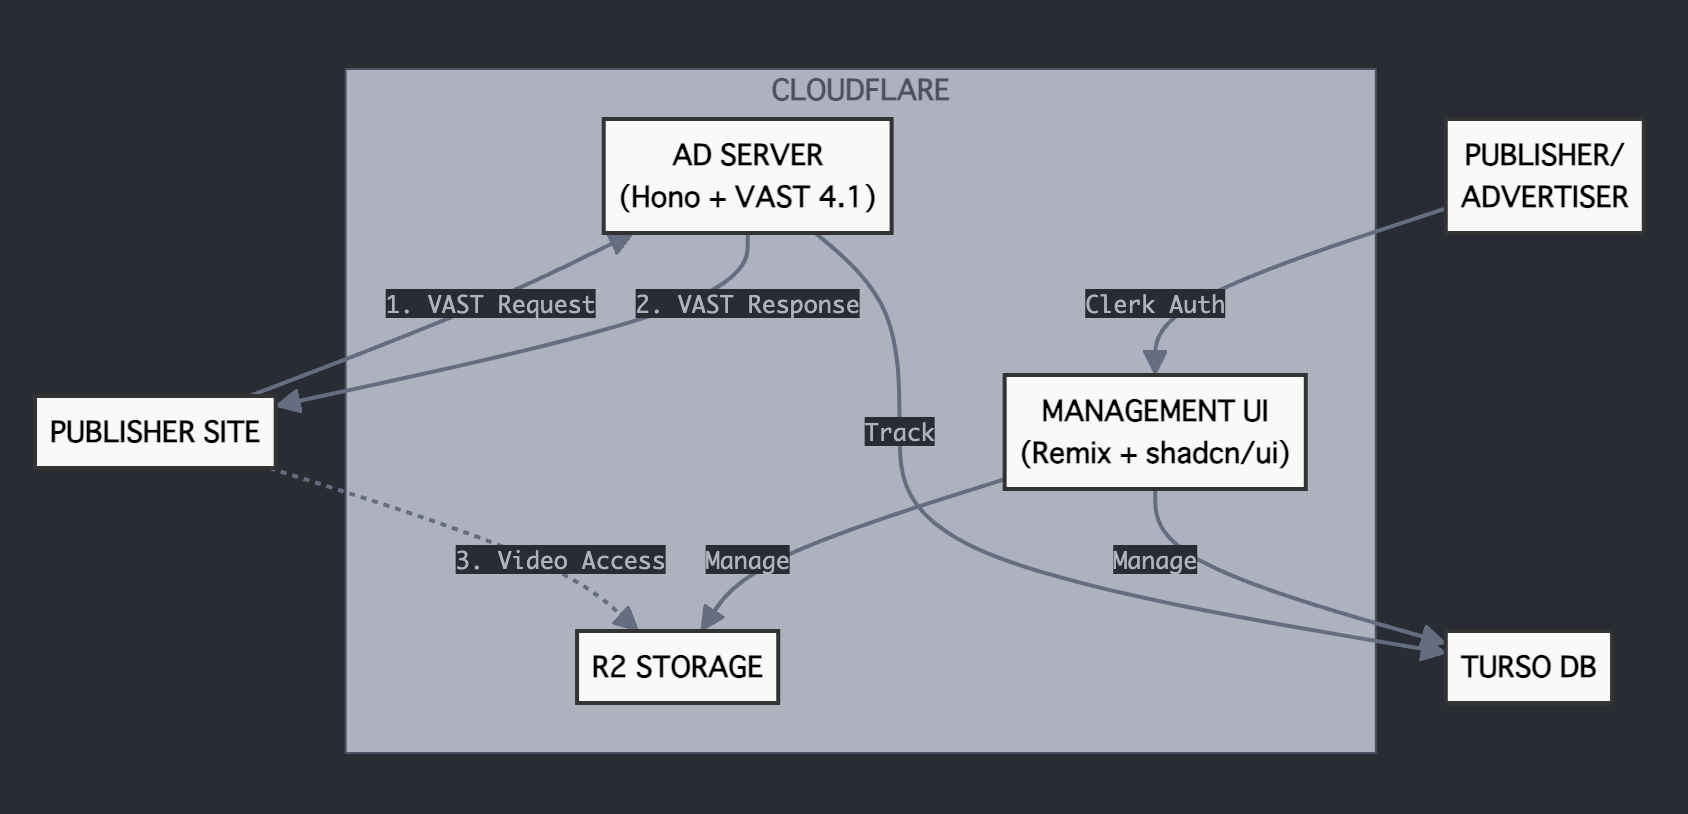 CLOUDFLARE
AD SERVER
(Hono + VAST 4.1)
PUBLISHER/
ADVERTISER
1. VAST Request
2. VAST Response
Clerk Auth
PUBLISHER SITE
Track
MANAGEMENT UI
(Remix + shadcn/ui)
3. Video Access
Manage
Manage
R2 STORAGE
TURSO DB